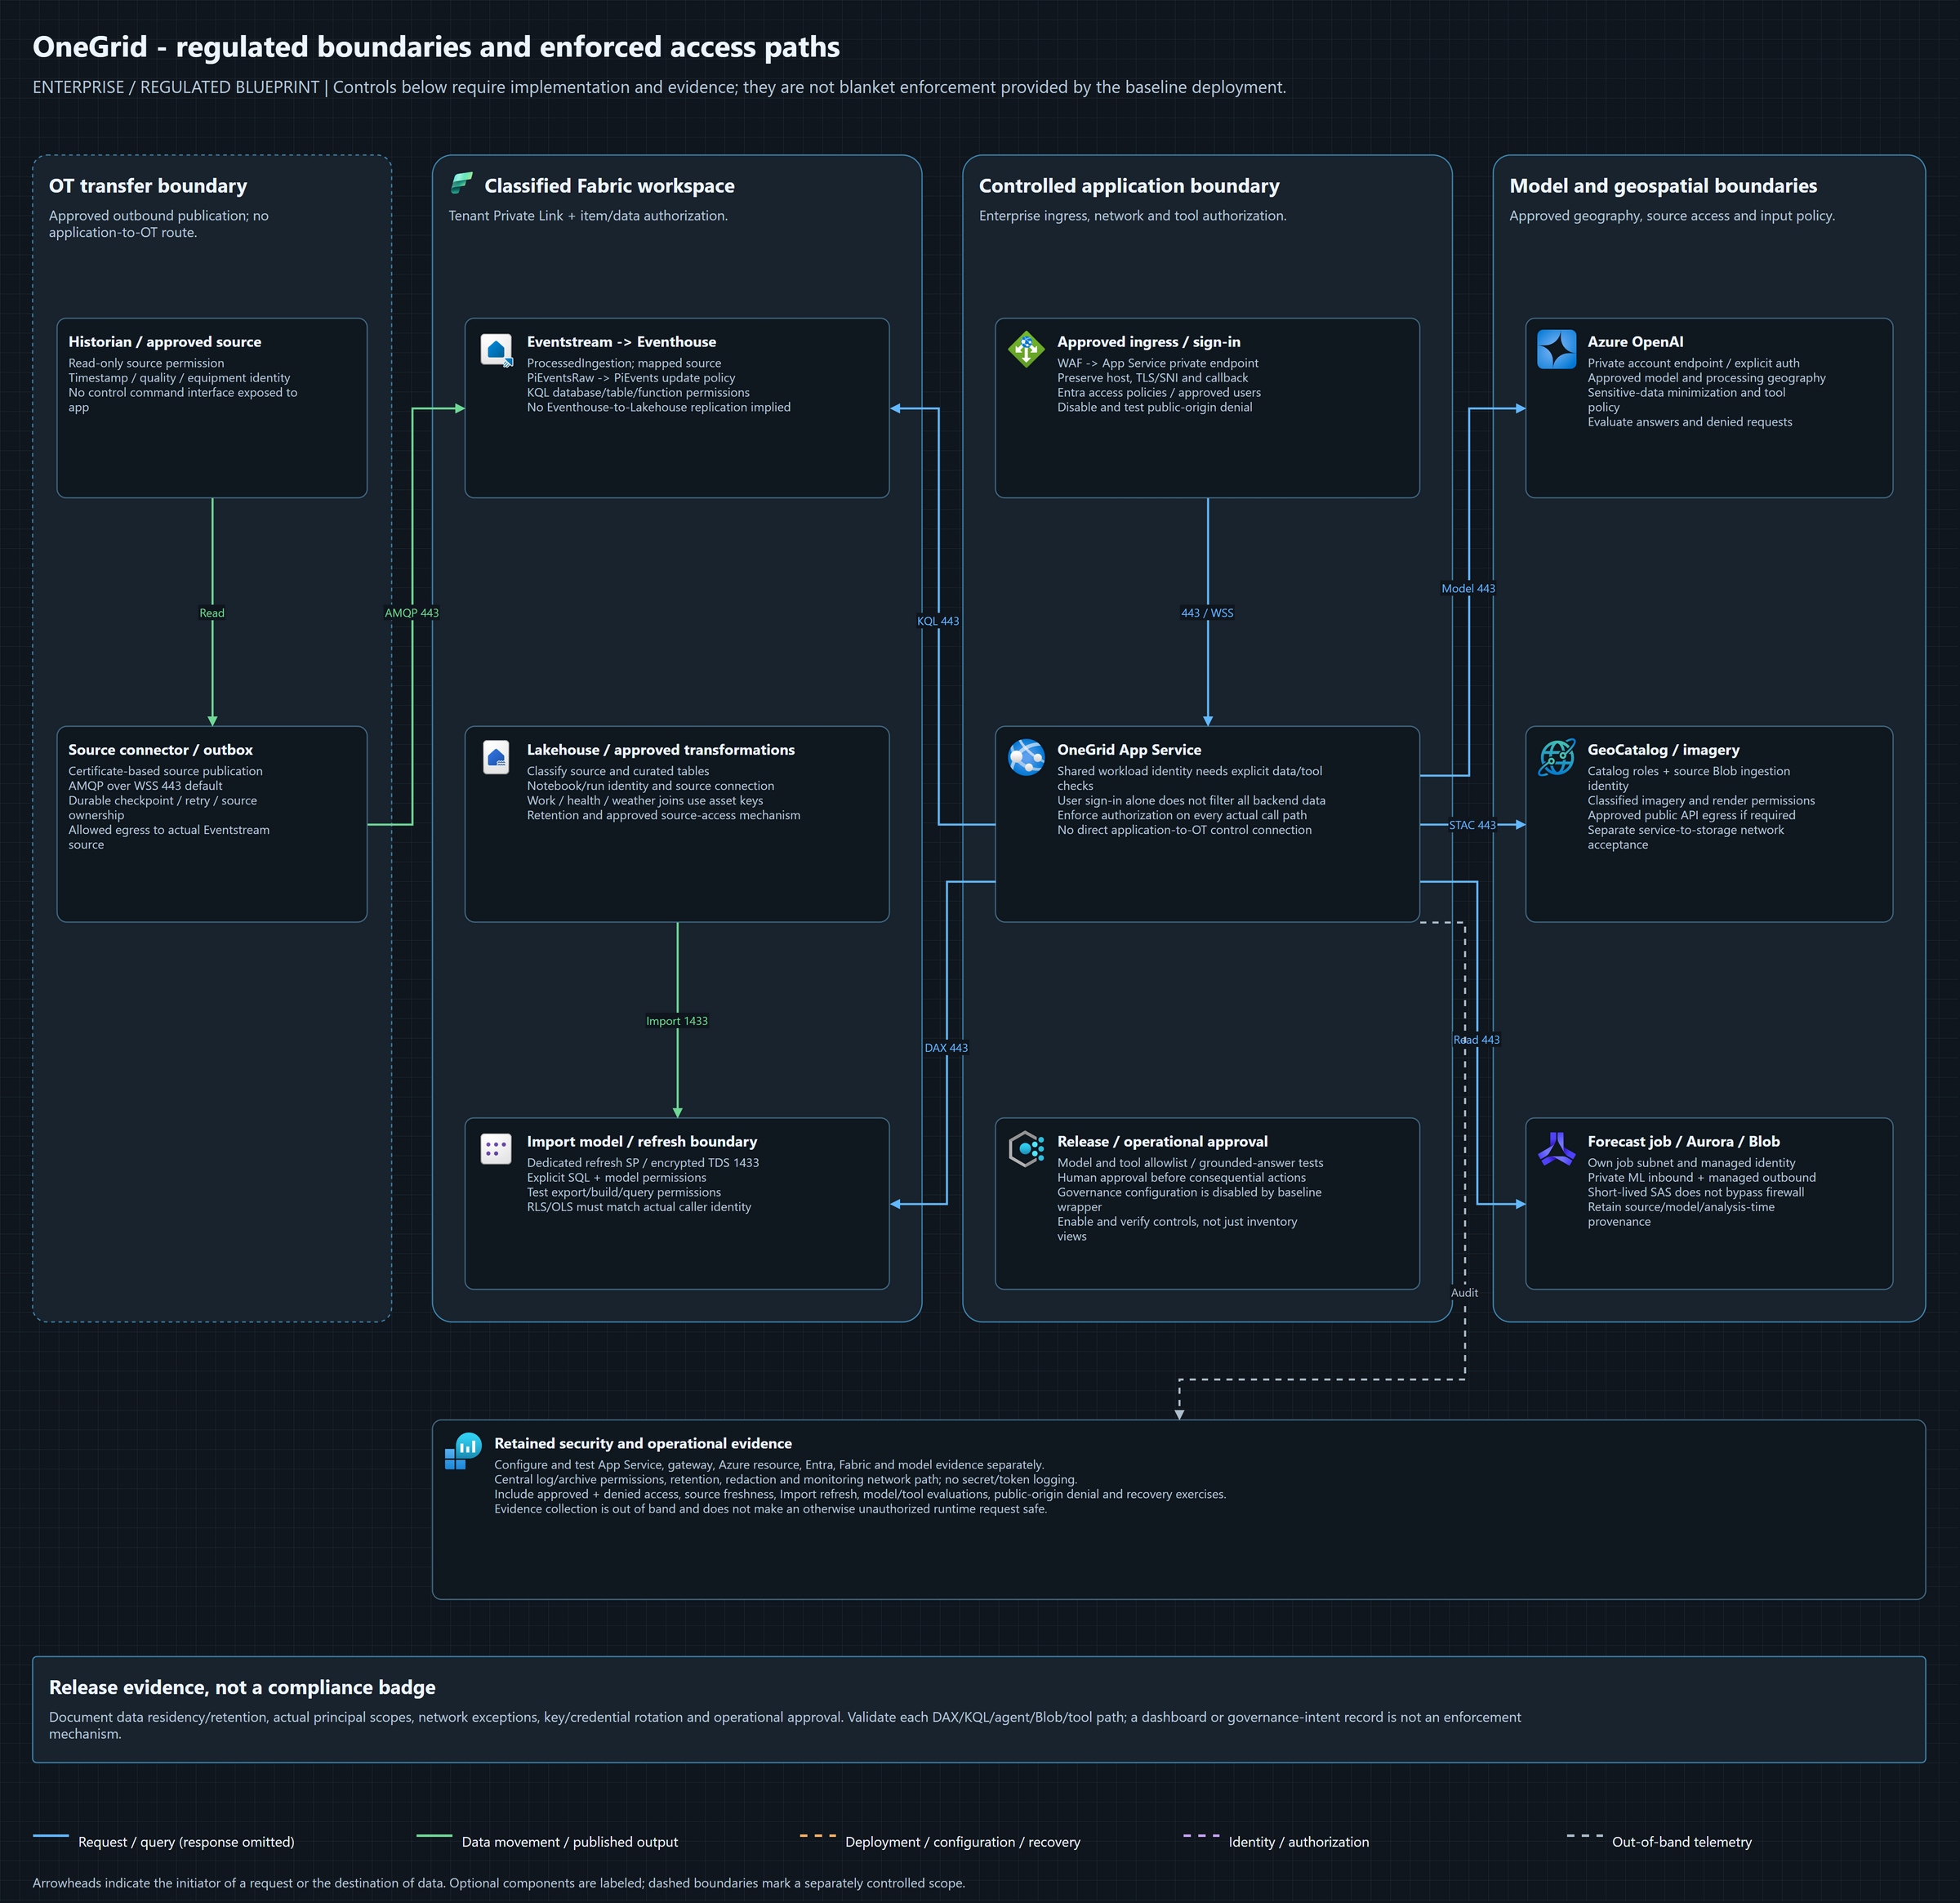 OneGrid - regulated boundaries and enforced access paths
ENTERPRISE / REGULATED BLUEPRINT | Controls below require implementation and evidence; they are not blanket enforcement provided by the baseline deployment.
OT transfer boundary
Approved outbound publication; no
application-to-OT route.
Historian / approved source
Read-only source permission
Timestamp / quality / equipment identity
No control command interface exposed to
app
Read
Source connector / outbox
Certificate-based source publication
AMQP over WSS 443 default
Durable checkpoint / retry / source
ownership
Allowed egress to actual Eventstream
source
AMQP 443
Classified Fabric workspace
Tenant Private Link + item/data authorization.
Eventstream -> Eventhouse
ProcessedIngestion; mapped source
PiEventsRaw -> PiEvents update policy
KQL database/table/function permissions
No Eventhouse-to-Lakehouse replication implied
Lakehouse / approved transformations
Classify source and curated tables
Notebook/run identity and source connection
Work / health / weather joins use asset keys
Retention and approved source-access mechanism
Import 1433
Import model / refresh boundary
Dedicated refresh SP / encrypted TDS 1433
Explicit SQL + model permissions
Test export/build/query permissions
RLS/OLS must match actual caller identity
KQL 443
DAX 443
Controlled application boundary
Enterprise ingress, network and tool authorization.
Approved ingress / sign-in
WAF -> App Service private endpoint
Preserve host, TLS/SNI and callback
Entra access policies / approved users
Disable and test public-origin denial
443 / WSS
OneGrid App Service
Shared workload identity needs explicit data/tool
checks
User sign-in alone does not filter all backend data
Enforce authorization on every actual call path
No direct application-to-OT control connection
Release / operational approval
Model and tool allowlist / grounded-answer tests
Human approval before consequential actions
Governance configuration is disabled by baseline
wrapper
Enable and verify controls, not just inventory
views
Model 443
STAC 443
Read 443
Audit
Model and geospatial boundaries
Approved geography, source access and input policy.
Azure OpenAI
Private account endpoint / explicit auth
Approved model and processing geography
Sensitive-data minimization and tool
policy
Evaluate answers and denied requests
GeoCatalog / imagery
Catalog roles + source Blob ingestion
identity
Classified imagery and render permissions
Approved public API egress if required
Separate service-to-storage network
acceptance
Forecast job / Aurora / Blob
Own job subnet and managed identity
Private ML inbound + managed outbound
Short-lived SAS does not bypass firewall
Retain source/model/analysis-time
provenance
Retained security and operational evidence
Configure and test App Service, gateway, Azure resource, Entra, Fabric and model evidence separately.
Central log/archive permissions, retention, redaction and monitoring network path; no secret/token logging.
Include approved + denied access, source freshness, Import refresh, model/tool evaluations, public-origin denial and recovery exercises.
Evidence collection is out of band and does not make an otherwise unauthorized runtime request safe.
Release evidence, not a compliance badge
Document data residency/retention, actual principal scopes, network exceptions, key/credential rotation and operational approval. Validate each DAX/KQL/agent/Blob/tool path; a dashboard or governance-intent record is not an enforcement
mechanism.
Request / query (response omitted)
Data movement / published output
Deployment / configuration / recovery
Identity / authorization
Out-of-band telemetry
Arrowheads indicate the initiator of a request or the destination of data. Optional components are labeled; dashed boundaries mark a separately controlled scope.